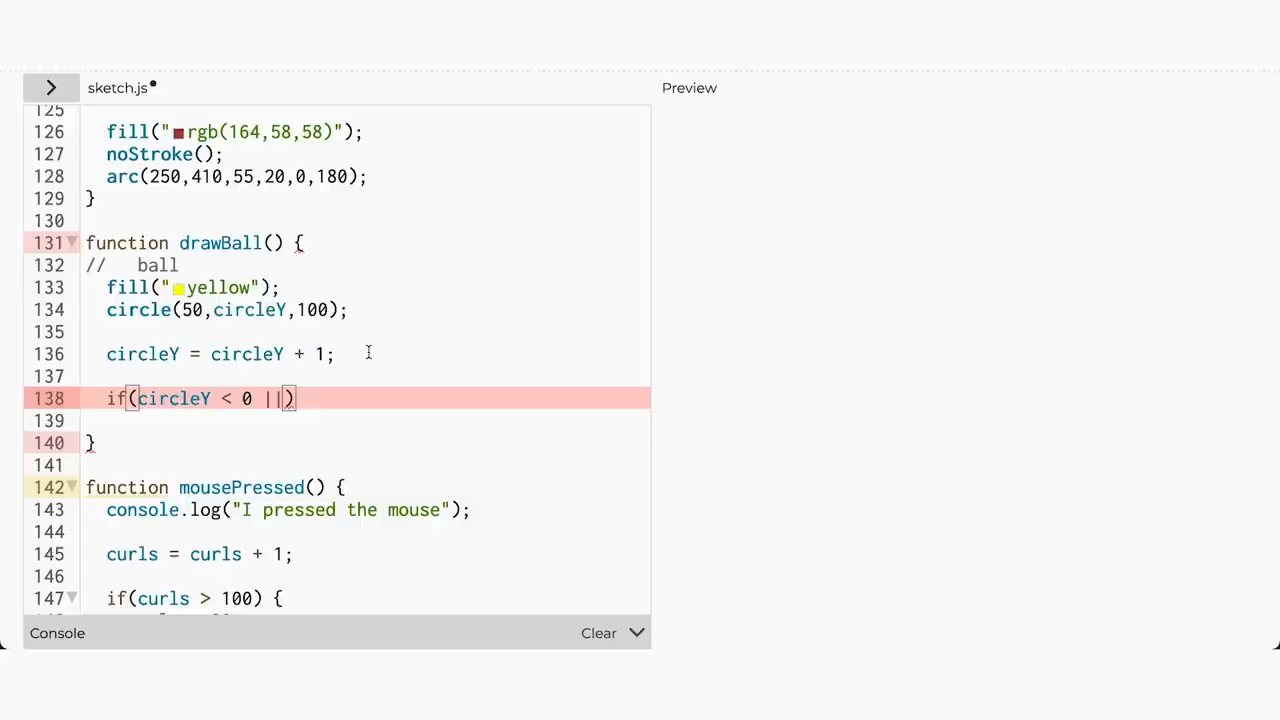 sketch.js
Preview
125
126 fill("rgb(164,58,58)");
127 noStroke();
128 arc(250,410,55,20,0,180);
129 }
130
131 function drawBall() {
132 // ball
133 fill("yellow");
134 circle(50,circleY,100);
135
136 circleY = circleY + 1;
137
138 if(circleY < 0 ||)
139
140 }
141
142 function mousePressed() {
143 console.log("I pressed the mouse");
144
145 curls = curls + 1;
146
147 if(curls > 100) {
Console
Clear